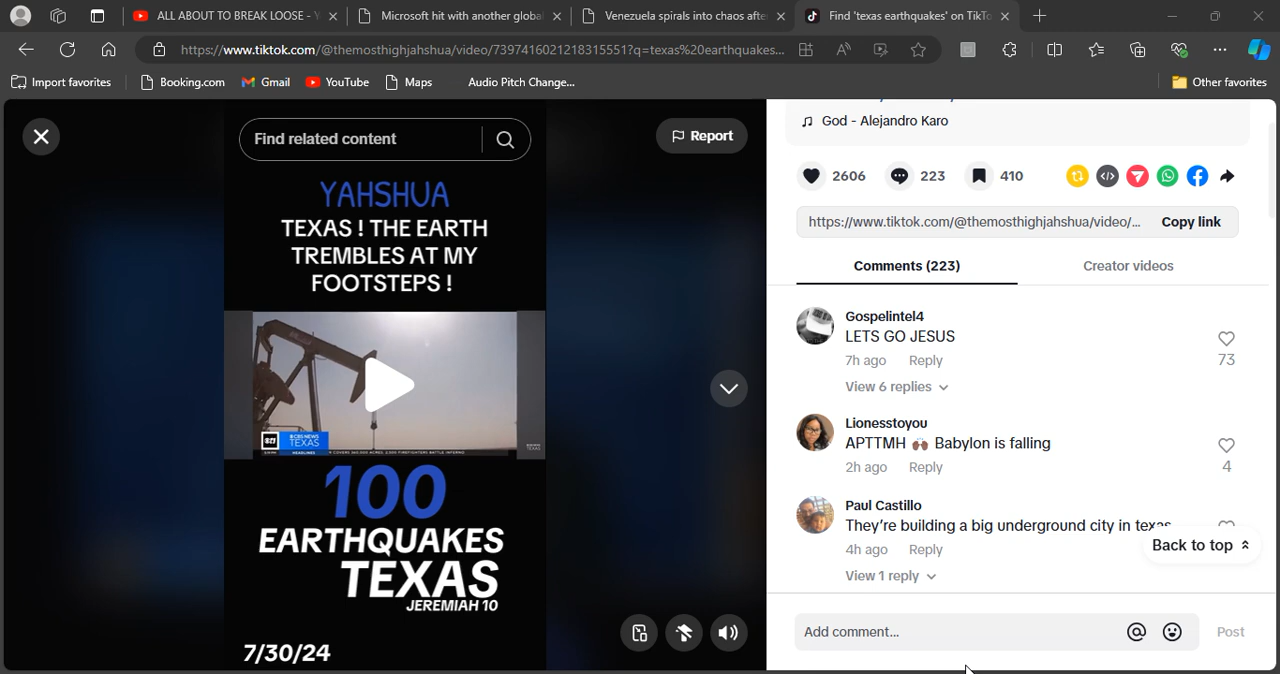 ALL ABOUT TO BREAK LOOSE - Y
Microsoft hit with another global
Venezuela spirals into chaos afte
Find 'texas earthquakes' on TikTo
https://www.tiktok.com/@themosthighjahshua/video/7397416021218315551?q=texas%20earthquakes...
Import favorites
Booking.com
Gmail
YouTube
Maps
Audio Pitch Change...
Other favorites
Find related content
Report
YAHSHUA
TEXAS ! THE EARTH
TREMBLES AT MY
FOOTSTEPS !
CBS NEWS
TEXAS
HEADLINES
100
EARTHQUAKES
TEXAS
JEREMIAH 10
7/30/24
God - Alejandro Karo
2606
223
410
https://www.tiktok.com/@themosthighjahshua/video/...
Copy link
Comments (223)
Creator videos
Gospelintel4
LETS GO JESUS
7h ago
Reply
73
View 6 replies
Lionesstoyou
APTTMH 🙌🏾 Babylon is falling
2h ago
Reply
4
Paul Castillo
They're building a big underground city in texas
4h ago
Reply
Back to top
View 1 reply
Add comment...
Post